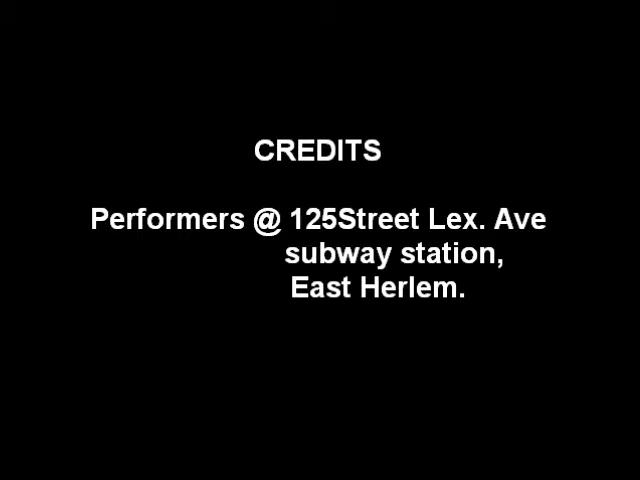 CREDITS
Performers @ 125Street Lex. Ave
subway station,
East Herlem.